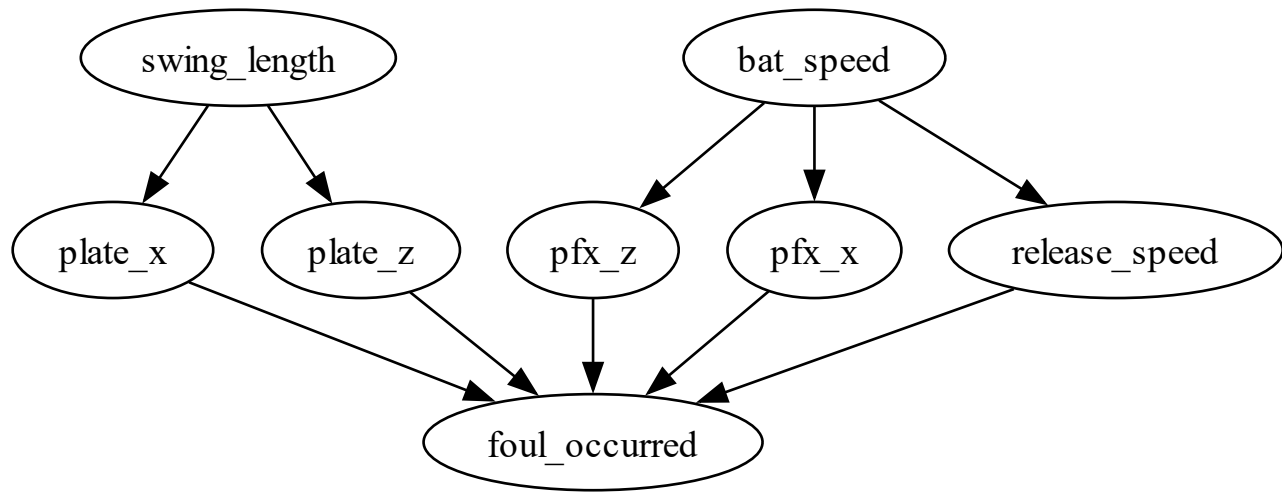 swing_length
bat_speed
plate_x
plate_z
pfx_z
pfx_x
release_speed
foul_occurred